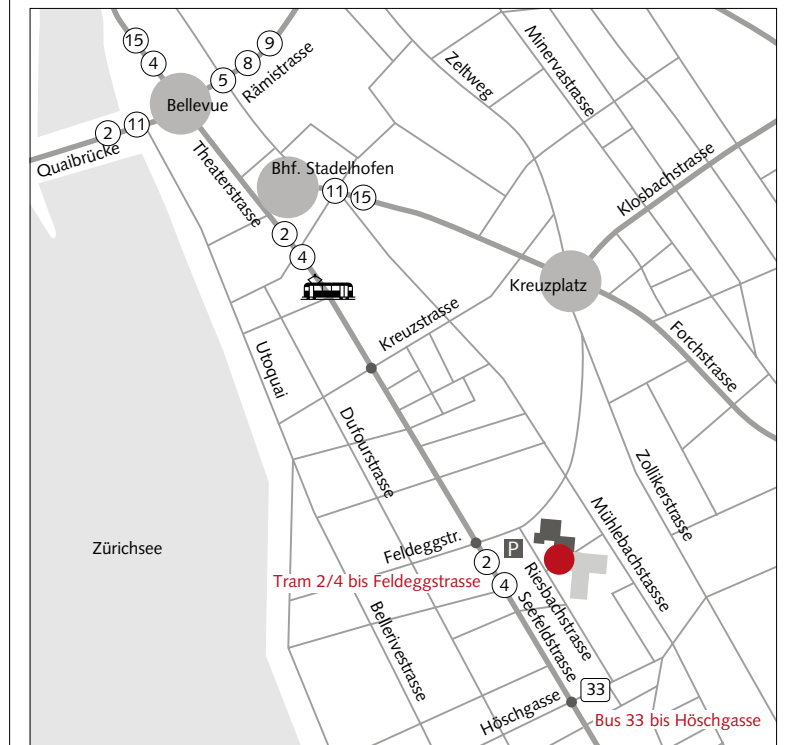 15
4
9
8
5
Rämistrasse
Bellevue
2
11
Quaibrücke
Theaterstrasse
Zeltweg
Minervastrasse
Bhf. Stadelhofen
11
15
Klosbachstrasse
2
4
Kreuzplatz
Kreuzstrasse
Forchstrasse
Utoquai
Dufourstrasse
Zollikerstrasse
Zürichsee
Feldeggstr.
P
Mühlebachstassse
2
Tram 2/4 bis Feldeggstrasse
4
Riesbachstrasse
Seefeldstrasse
Bellerivestrasse
33
Höschgasse
Bus 33 bis Höschgasse